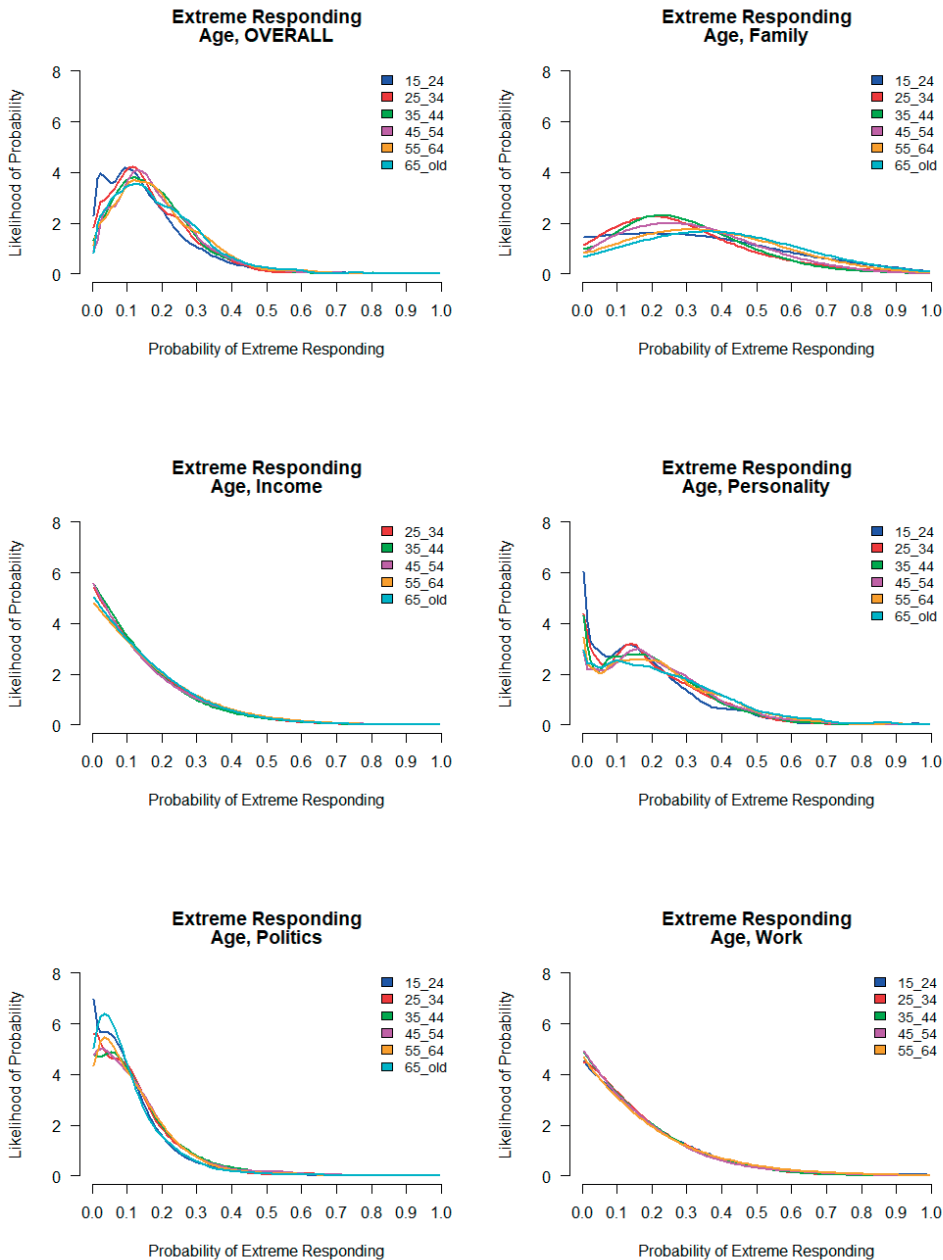 Extreme Responding
Age, OVERALL
Likelihood of Probability
8
6
4
2
0
15_24
25_34
35_44
45_54
55_64
65_old
0.0 0.1 0.2 0.3 0.4 0.5 0.6 0.7 0.8 0.9 1.0
Probability of Extreme Responding
Extreme Responding
Age, Family
Likelihood of Probability
8
6
4
2
0
15_24
25_34
35_44
45_54
55_64
65_old
0.0 0.1 0.2 0.3 0.4 0.5 0.6 0.7 0.8 0.9 1.0
Probability of Extreme Responding
Extreme Responding
Age, Income
Likelihood of Probability
8
6
4
2
0
25_34
35_44
45_54
55_64
65_old
0.0 0.1 0.2 0.3 0.4 0.5 0.6 0.7 0.8 0.9 1.0
Probability of Extreme Responding
Extreme Responding
Age, Personality
Likelihood of Probability
8
6
4
2
0
15_24
25_34
35_44
45_54
55_64
65_old
0.0 0.1 0.2 0.3 0.4 0.5 0.6 0.7 0.8 0.9 1.0
Probability of Extreme Responding
Extreme Responding
Age, Politics
Likelihood of Probability
8
6
4
2
0
15_24
25_34
35_44
45_54
55_64
65_old
0.0 0.1 0.2 0.3 0.4 0.5 0.6 0.7 0.8 0.9 1.0
Probability of Extreme Responding
Extreme Responding
Age, Work
Likelihood of Probability
8
6
4
2
0
15_24
25_34
35_44
45_54
55_64
0.0 0.1 0.2 0.3 0.4 0.5 0.6 0.7 0.8 0.9 1.0
Probability of Extreme Responding